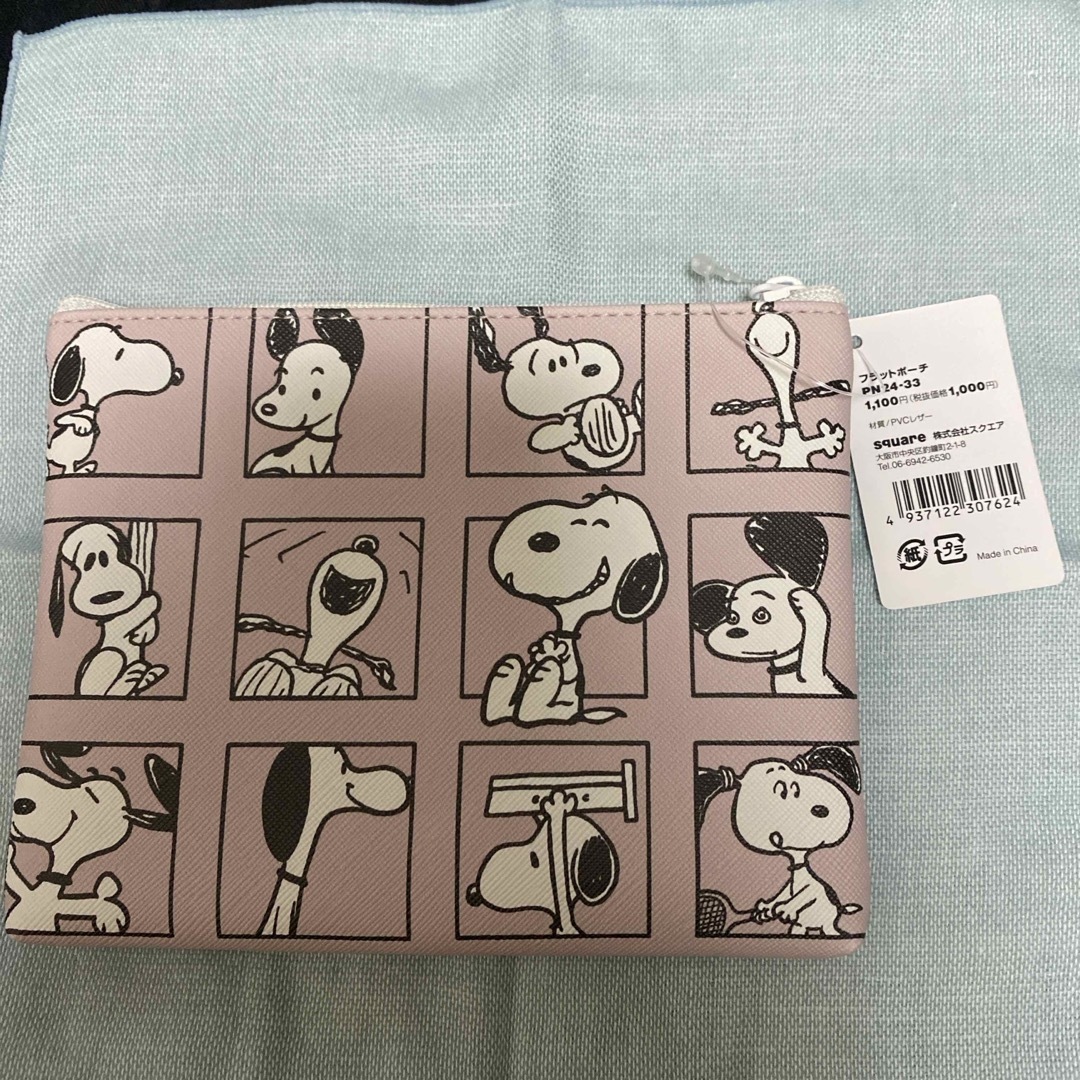 フラットポーチ
PN24-33
1,100円(税抜価格1,000円)
材質/PVCレザー
square 株式会社スクエア
大阪市中央区釣鐘町2-1-8
Tel.06-6942-6530
4 937122 307624
紙 プラ Made in China